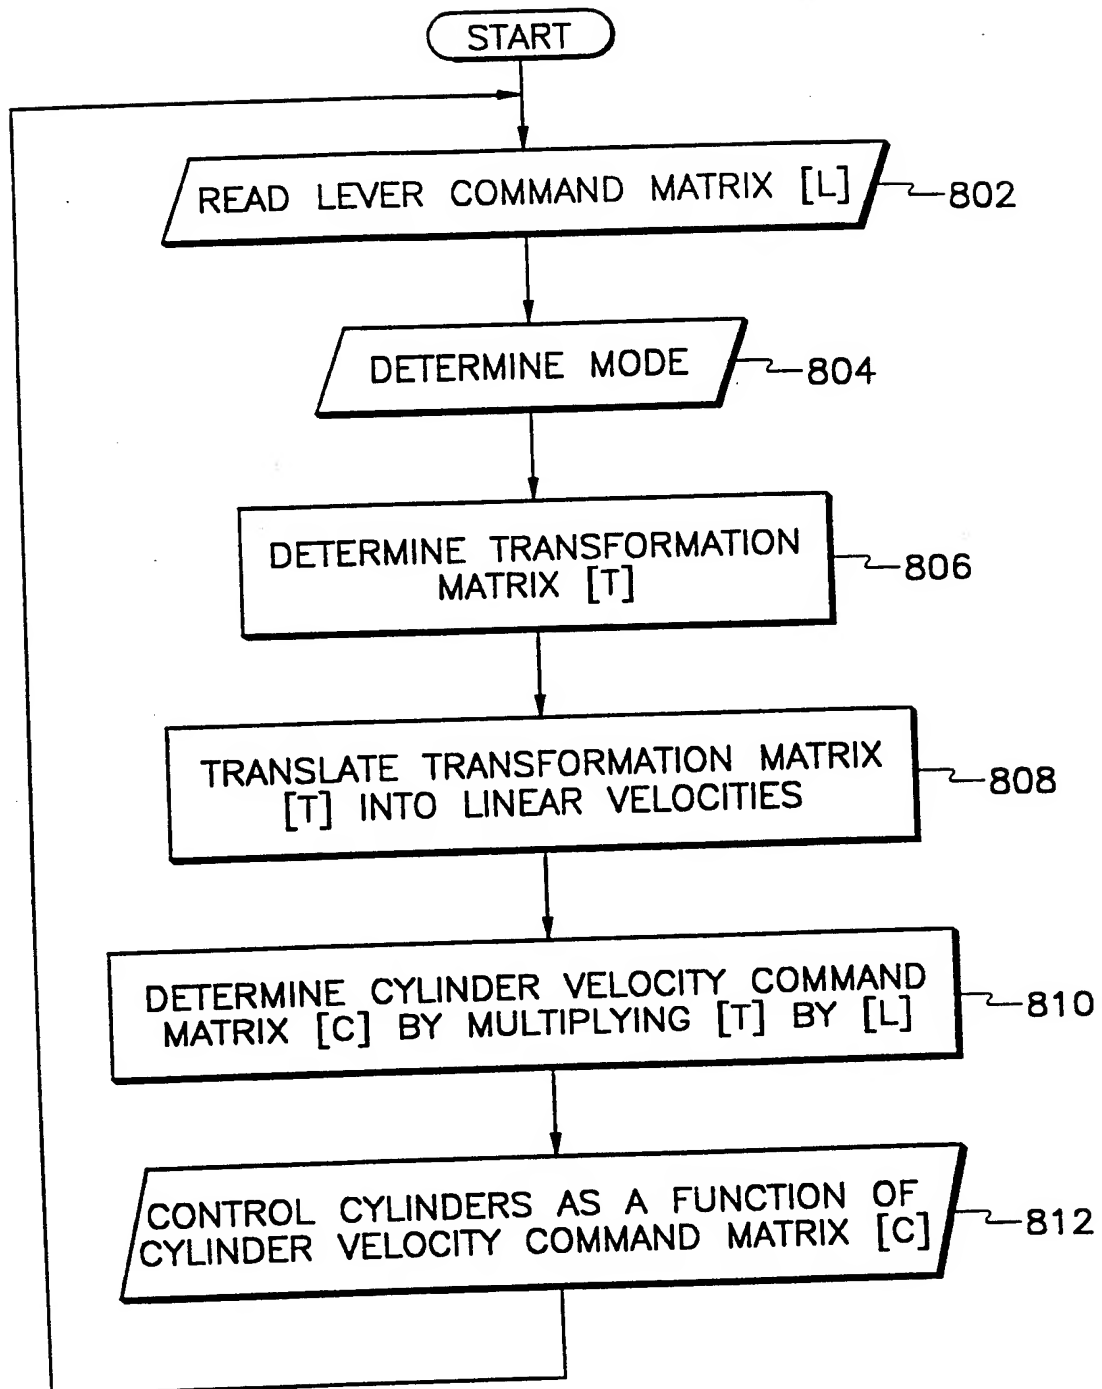 START
READ LEVER COMMAND MATRIX [L]
802
DETERMINE MODE
804
DETERMINE TRANSFORMATION
MATRIX [T]
806
TRANSLATE TRANSFORMATION MATRIX
[T] INTO LINEAR VELOCITIES
808
DETERMINE CYLINDER VELOCITY COMMAND
MATRIX [C] BY MULTIPLYING [T] BY [L]
810
CONTROL CYLINDERS AS A FUNCTION OF
CYLINDER VELOCITY COMMAND MATRIX [C]
812